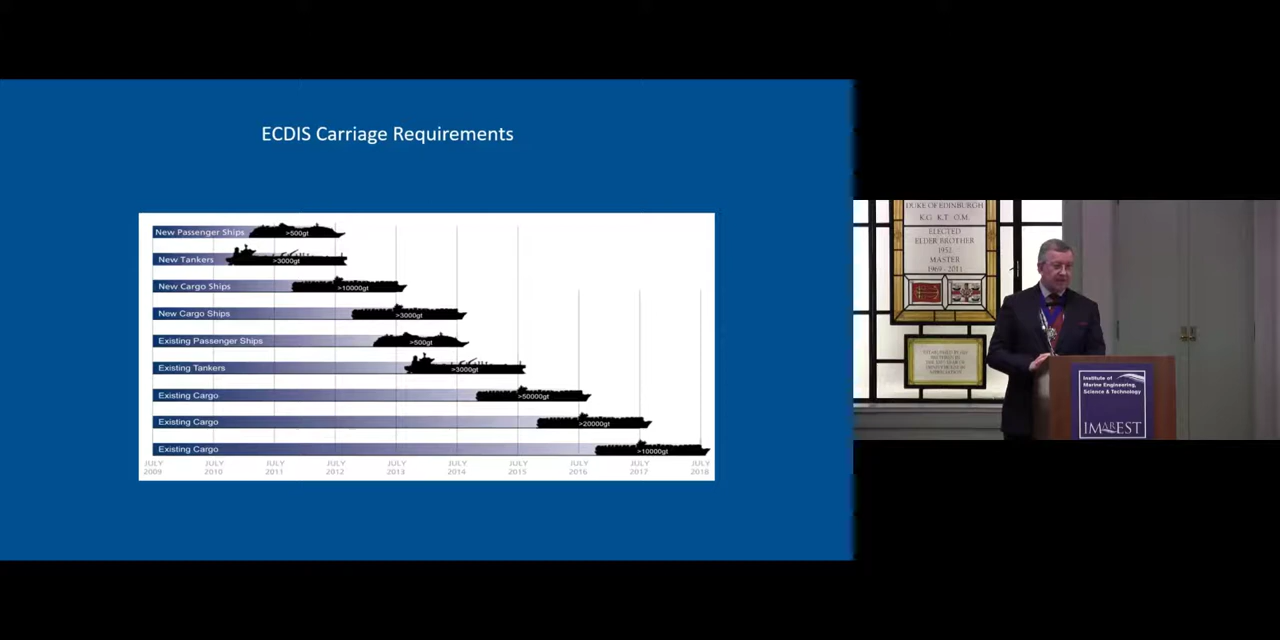 ECDIS Carriage Requirements
New Passenger Ships >500gt
New Tankers >3000gt
New Cargo Ships >10000gt
New Cargo Ships >3000gt
Existing Passenger Ships >500gt
Existing Tankers >3000gt
Existing Cargo >50000gt
Existing Cargo >20000gt
Existing Cargo >10000gt
JULY JULY JULY JULY JULY JULY JULY JULY JULY JULY
2009 2010 2011 2012 2013 2014 2015 2016 2017 2018
DUKE OF EDINBURGH
K.G K.T O.M.
ELECTED
ELDER BROTHER
1952
MASTER
1969-2011
Institute of
Marine Engineering,
Science & Technology
IMarEST